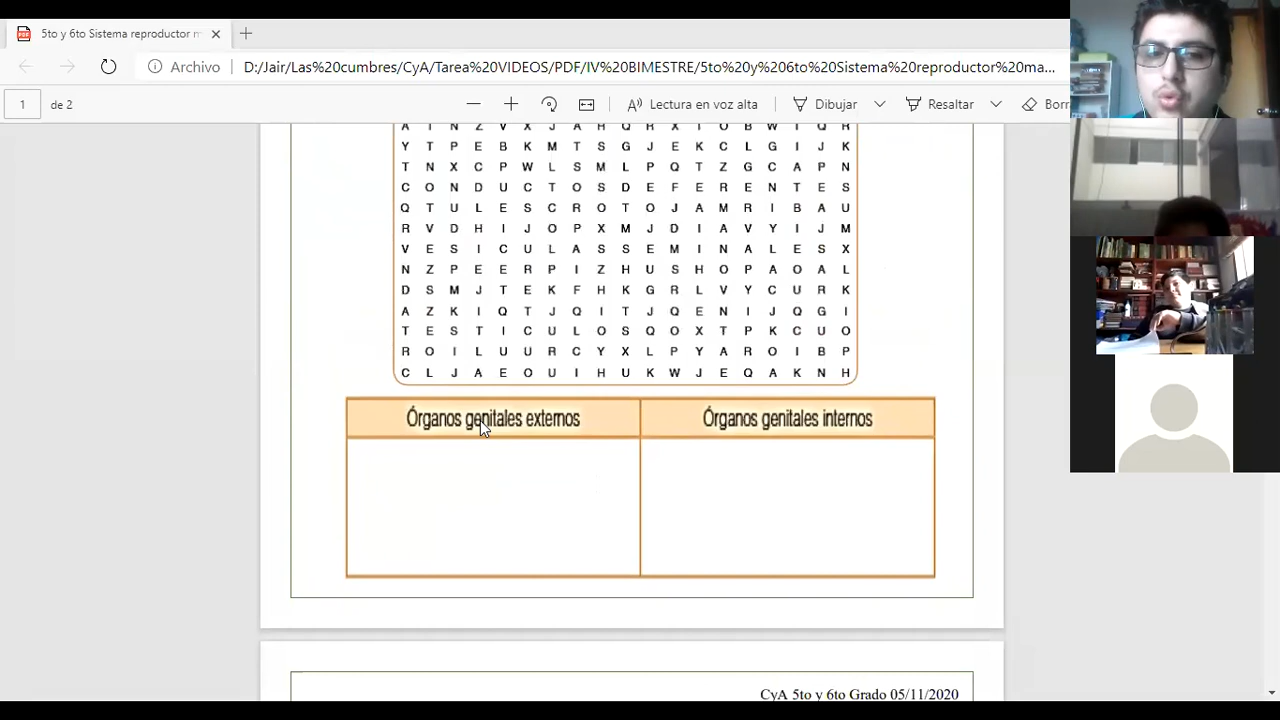 5to y 6to Sistema reproductor m
Archivo
D:/Jair/Las%20cumbres/CyA/Tarea%20VIDEOS/PDF/IV%20BIMESTRE/5to%20y%206to%20Sistema%20reproductor%20ma...
1 de 2
Lectura en voz alta
Dibujar
Resaltar
Borr
A T N Z V X J A H Q R X I O B W I Q R
Y T P E B K M T S G J E K C L G I J K
T N X C P W L S M L P Q T Z G C A P N
C O N D U C T O S D E F E R E N T E S
Q T U L E S C R O T O J A M R I B A U
R V D H I J O P X M J D I A V Y I J M
V E S I C U L A S S E M I N A L E S X
N Z P E E R P I Z H U S H O P A O A L
D S M J T E K F H K G R L V Y C U R K
A Z K I Q T J Q I T J Q E N I J Q G I
T E S T I C U L O S Q O X T P K C U O
R O I L U U R C Y X L P Y A R O I B P
C L J A E O U I H U K W J E Q A K N H
Órganos genitales externos
Órganos genitales internos
CyA 5to y 6to Grado 05/11/2020